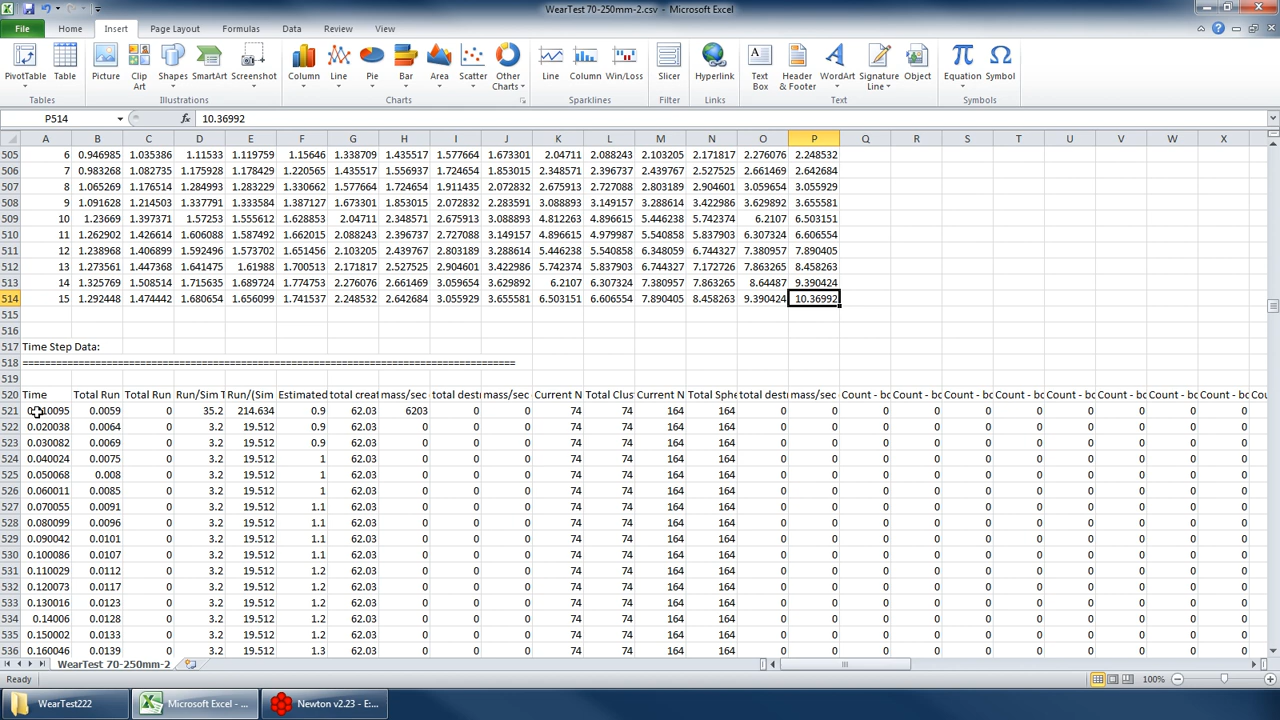 WearTest 70-250mm-2.csv - Microsoft Excel
File Home Insert Page Layout Formulas Data Review View
PivotTable Table Picture Clip Art Shapes SmartArt Screenshot Column Line Pie Bar Area Scatter Other Charts Line Column Win/Loss Slicer Hyperlink Text Box Header & Footer WordArt Signature Line Object Equation Symbol
Tables Illustrations Charts Sparklines Filter Links Text Symbols
P514 fx 10.36992
A B C D E F G H I J K L M N O P Q R S T U V W X
505 6 0.946985 1.035386 1.11533 1.119759 1.15646 1.338709 1.435517 1.577664 1.673301 2.04711 2.088243 2.103205 2.171817 2.276076 2.248532
506 7 0.983268 1.082735 1.175928 1.178429 1.220565 1.435517 1.556937 1.724654 1.853015 2.348571 2.396737 2.439767 2.527525 2.661469 2.642684
507 8 1.065269 1.176514 1.284993 1.283229 1.330662 1.577664 1.724654 1.911435 2.072832 2.675913 2.727088 2.803189 2.904601 3.059654 3.055929
508 9 1.091628 1.214503 1.337791 1.333584 1.387127 1.673301 1.853015 2.072832 2.283591 3.088893 3.149157 3.288614 3.422986 3.629892 3.655581
509 10 1.23669 1.397371 1.57253 1.555612 1.628853 2.04711 2.348571 2.675913 3.088893 4.812263 4.896615 5.446238 5.742374 6.2107 6.503151
510 11 1.262902 1.426614 1.606088 1.587492 1.662015 2.088243 2.396737 2.727088 3.149157 4.896615 4.979987 5.540858 5.837903 6.307324 6.606554
511 12 1.238968 1.406899 1.592496 1.573702 1.651456 2.103205 2.439767 2.803189 3.288614 5.446238 5.540858 6.348059 6.744327 7.380957 7.890405
512 13 1.273561 1.447368 1.641475 1.61988 1.700513 2.171817 2.527525 2.904601 3.422986 5.742374 5.837903 6.744327 7.172726 7.863265 8.458263
513 14 1.325769 1.508514 1.715635 1.689724 1.774753 2.276076 2.661469 3.059654 3.629892 6.2107 6.307324 7.380957 7.863265 8.64487 9.390424
514 15 1.292448 1.474442 1.680654 1.656099 1.741537 2.248532 2.642684 3.055929 3.655581 6.503151 6.606554 7.890405 8.458263 9.390424 10.36992
515
516
517 Time Step Data:
518 ==============================================================================
519
520 Time Total Run Total Run Run/Sim T Run/(Sim Estimated total creat mass/sec total dest mass/sec Current N Total Clus Current N Total Sphe total dest mass/sec Count - bo Count - bo Count - bo Count - bo Count - bo Count - bo Count - bo Count - bo Cou
521 0.010095 0.0059 0 35.2 214.634 0.9 62.03 6203 0 0 74 74 164 164 0 0 0 0 0 0 0 0 0 0
522 0.020038 0.0064 0 3.2 19.512 0.9 62.03 0 0 0 74 74 164 164 0 0 0 0 0 0 0 0 0 0
523 0.030082 0.0069 0 3.2 19.512 0.9 62.03 0 0 0 74 74 164 164 0 0 0 0 0 0 0 0 0 0
524 0.040024 0.0075 0 3.2 19.512 1 62.03 0 0 0 74 74 164 164 0 0 0 0 0 0 0 0 0 0
525 0.050068 0.008 0 3.2 19.512 1 62.03 0 0 0 74 74 164 164 0 0 0 0 0 0 0 0 0 0
526 0.060011 0.0085 0 3.2 19.512 1 62.03 0 0 0 74 74 164 164 0 0 0 0 0 0 0 0 0 0
527 0.070055 0.0091 0 3.2 19.512 1.1 62.03 0 0 0 74 74 164 164 0 0 0 0 0 0 0 0 0 0
528 0.080099 0.0096 0 3.2 19.512 1.1 62.03 0 0 0 74 74 164 164 0 0 0 0 0 0 0 0 0 0
529 0.090042 0.0101 0 3.2 19.512 1.1 62.03 0 0 0 74 74 164 164 0 0 0 0 0 0 0 0 0 0
530 0.100086 0.0107 0 3.2 19.512 1.1 62.03 0 0 0 74 74 164 164 0 0 0 0 0 0 0 0 0 0
531 0.110029 0.0112 0 3.2 19.512 1.2 62.03 0 0 0 74 74 164 164 0 0 0 0 0 0 0 0 0 0
532 0.120073 0.0117 0 3.2 19.512 1.2 62.03 0 0 0 74 74 164 164 0 0 0 0 0 0 0 0 0 0
533 0.130016 0.0123 0 3.2 19.512 1.2 62.03 0 0 0 74 74 164 164 0 0 0 0 0 0 0 0 0 0
534 0.14006 0.0128 0 3.2 19.512 1.2 62.03 0 0 0 74 74 164 164 0 0 0 0 0 0 0 0 0 0
535 0.150002 0.0133 0 3.2 19.512 1.3 62.03 0 0 0 74 74 164 164 0 0 0 0 0 0 0 0 0 0
536 0.160046 0.0139 0 3.2 19.512 1.3 62.03 0 0 0 74 74 164 164 0 0 0 0 0 0 0 0 0 0
WearTest 70-250mm-2
Ready 100%
WearTest222 Microsoft Excel - ... Newton v2.23 - E:...